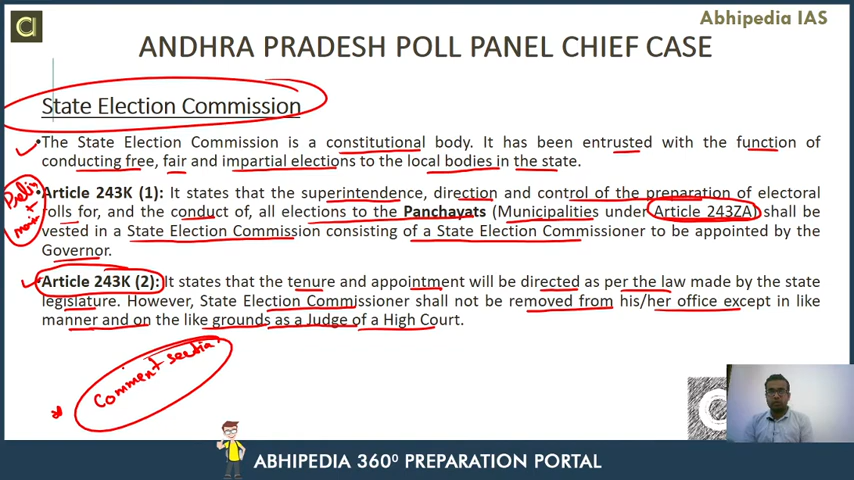 Abhipedia IAS
ANDHRA PRADESH POLL PANEL CHIEF CASE
State Election Commission
•The State Election Commission is a constitutional body. It has been entrusted with the function of
conducting free, fair and impartial elections to the local bodies in the state.
•Article 243K (1): It states that the superintendence, direction and control of the preparation of electoral
rolls for, and the conduct of, all elections to the Panchayats (Municipalities under Article 243ZA) shall be
vested in a State Election Commission consisting of a State Election Commissioner to be appointed by the
Governor.
Prelim
+
main
•Article 243K (2): It states that the tenure and appointment will be directed as per the law made by the state
legislature. However, State Election Commissioner shall not be removed from his/her office except in like
manner and on the like grounds as a Judge of a High Court.
Comment section
ABHIPEDIA 360⁰ PREPARATION PORTAL